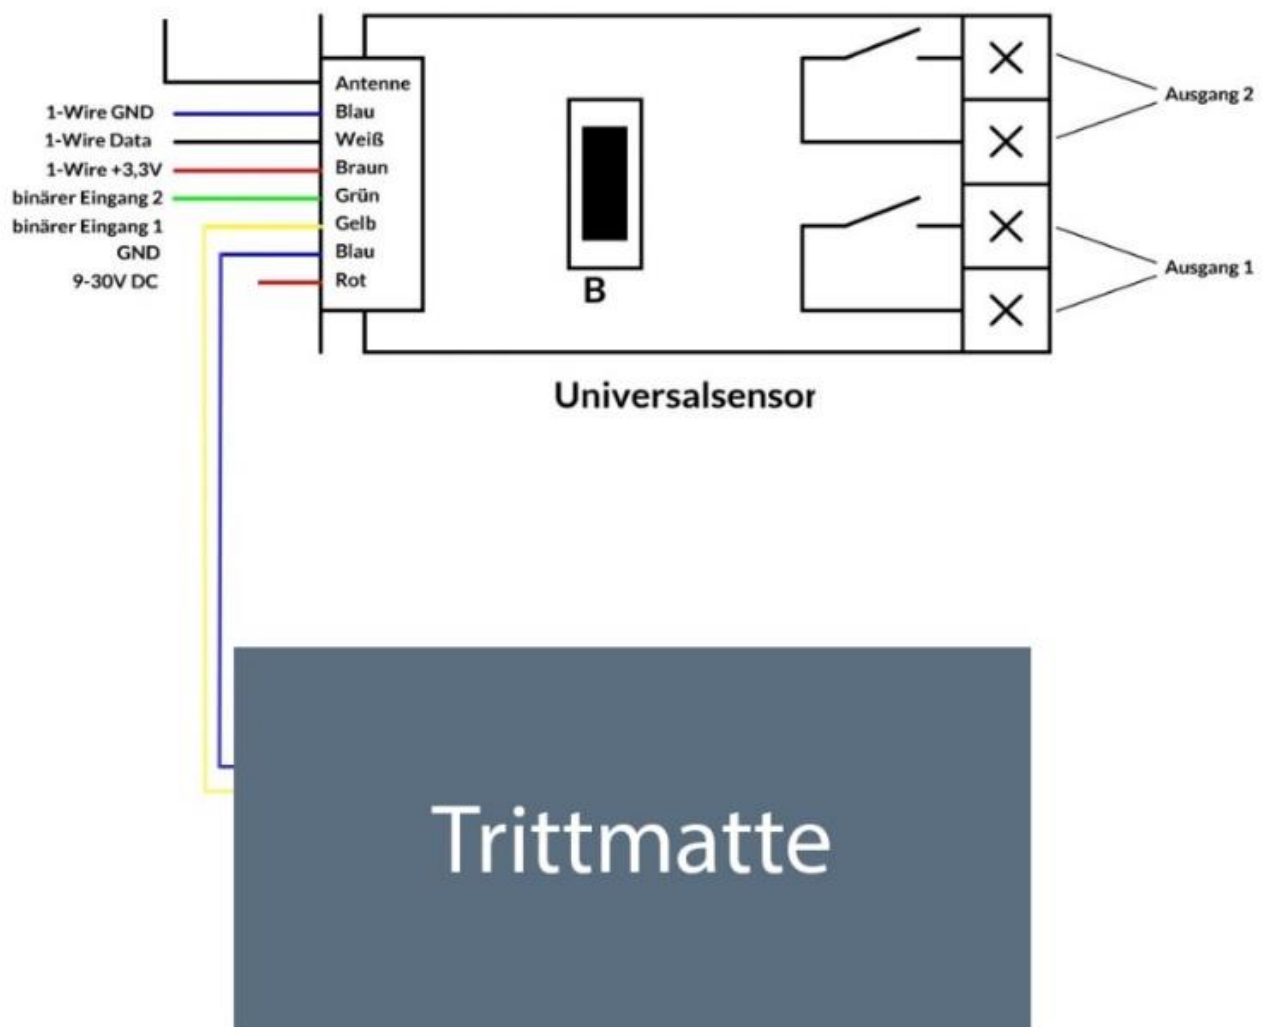 Antenne
1-Wire GND Blau
1-Wire Data Weiß
1-Wire +3,3V Braun
binärer Eingang 2 Grün
binärer Eingang 1 Gelb
GND Blau
9-30V DC Rot
B
Ausgang 2
Ausgang 1
Universalsensor
Trittmatte